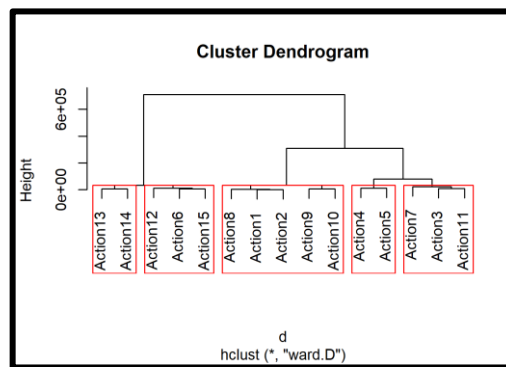 Cluster Dendrogram
Height
6e+05
0e+00
Action13
Action14
Action12
Action6
Action15
Action8
Action1
Action2
Action9
Action10
Action4
Action5
Action7
Action3
Action11
d
hclust (*, "ward.D")